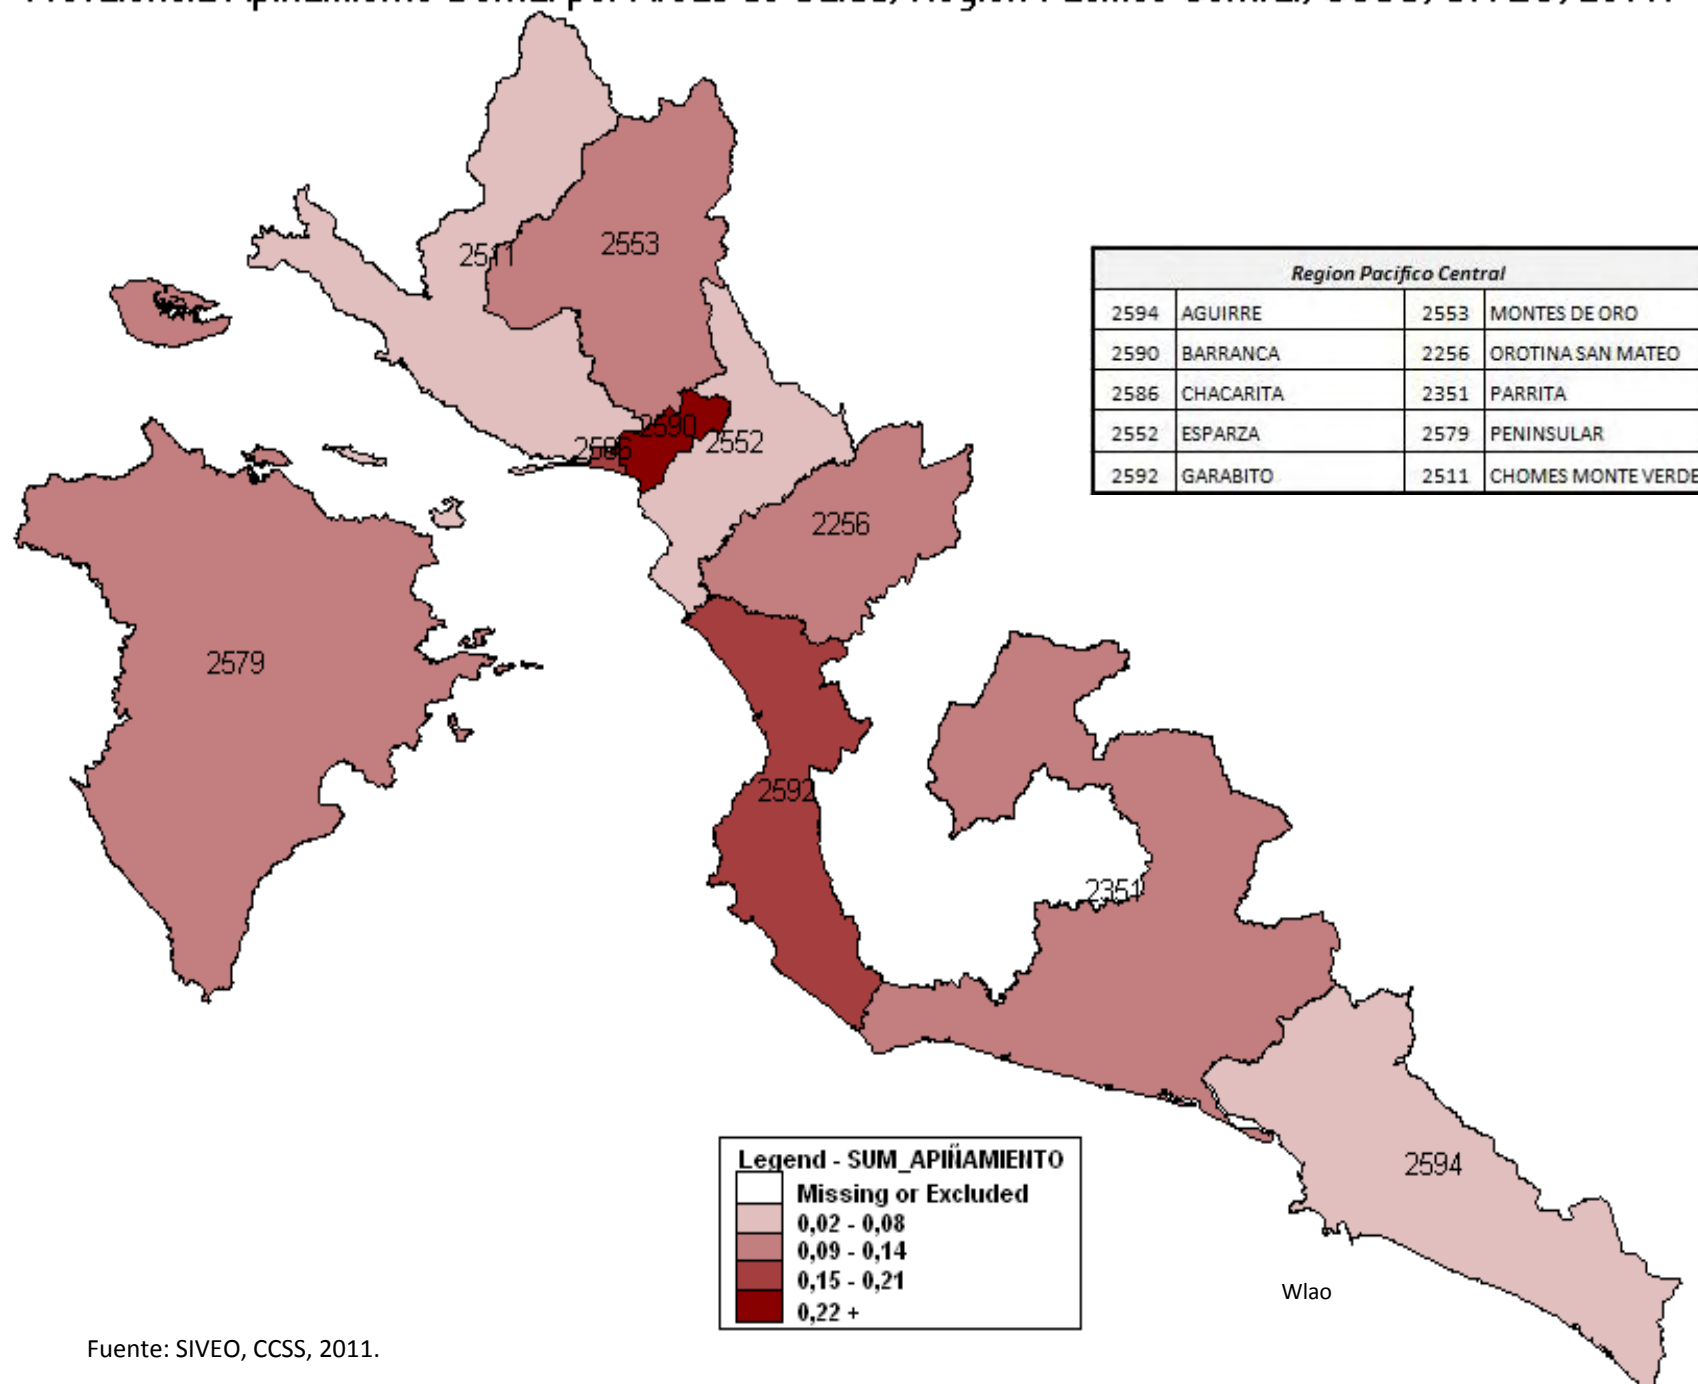 2511
2553
2590
2586
2552
2256
2579
2592
2351
2594
Region Pacifico Central
2594 AGUIRRE 2553 MONTES DE ORO
2590 BARRANCA 2256 OROTINA SAN MATEO
2586 CHACARITA 2351 PARRITA
2552 ESPARZA 2579 PENINSULAR
2592 GARABITO 2511 CHOMES MONTE VERDE
Legend - SUM_APIÑAMIENTO
Missing or Excluded
0,02 - 0,08
0,09 - 0,14
0,15 - 0,21
0,22 +
Wlao
Fuente: SIVEO, CCSS, 2011.